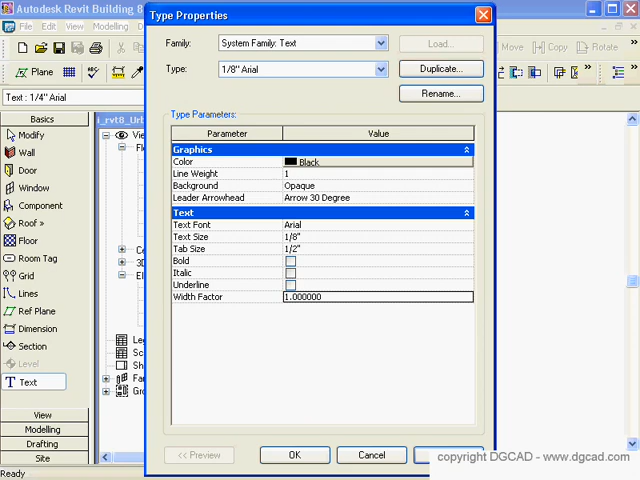 Autodesk Revit Building 8
Type Properties
File
Edit
Modelling
Family:
System Family: Text
Load...
Type:
1/8" Arial
Duplicate...
Rename...
Move
Copy
Rotate
Plane
Text : 1/4" Arial
Type Parameters:
Parameter
Value
Graphics
Color
Black
Line Weight
1
Background
Opaque
Leader Arrowhead
Arrow 30 Degree
Text
Text Font
Arial
Text Size
1/8"
Tab Size
1/2"
Bold
Italic
Underline
Width Factor
1.000000
Basics
Modify
Wall
Door
Window
Component
Roof »
Floor
Room Tag
Grid
Lines
Ref Plane
Dimension
Section
Level
Text
View
Modelling
Drafting
Site
Ready
<< Preview
OK
Cancel
copyright DGCAD - www.dgcad.com